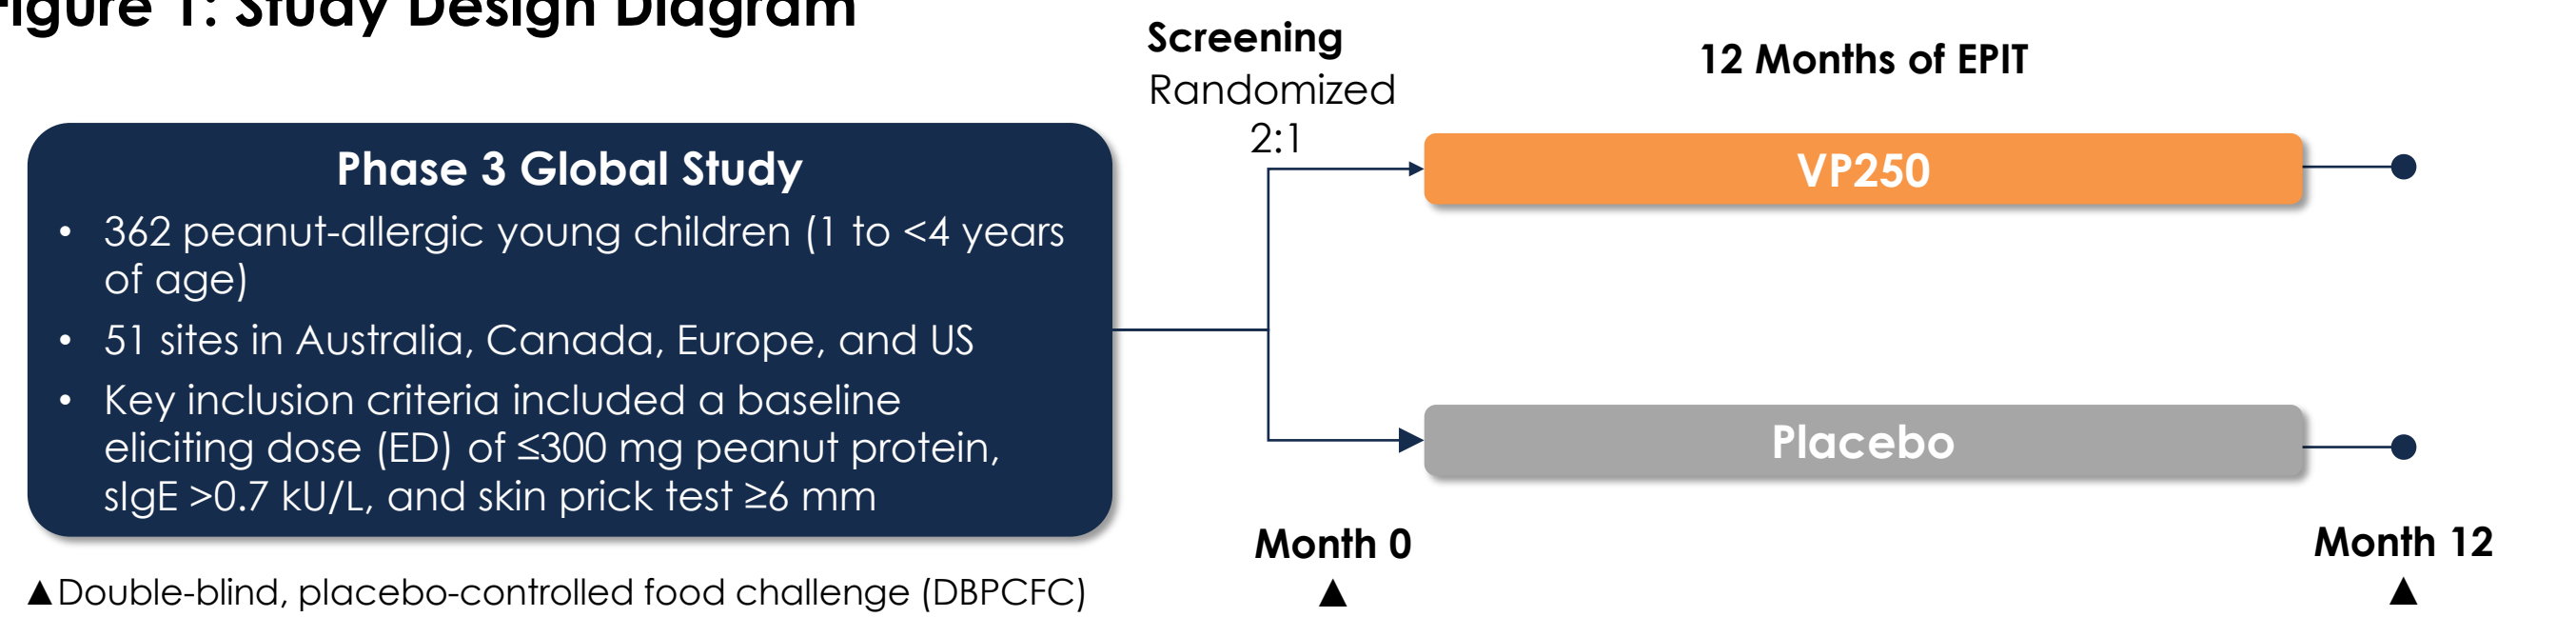 Figure 1: Study Design Diagram
Screening
Randomized
2:1
12 Months of EPIT
Phase 3 Global Study
• 362 peanut-allergic young children (1 to <4 years
of age)
• 51 sites in Australia, Canada, Europe, and US
• Key inclusion criteria included a baseline
eliciting dose (ED) of ≤300 mg peanut protein,
sIgE >0.7 kU/L, and skin prick test ≥6 mm
VP250
Placebo
Month 0
▲
Month 12
▲
▲Double-blind, placebo-controlled food challenge (DBPCFC)